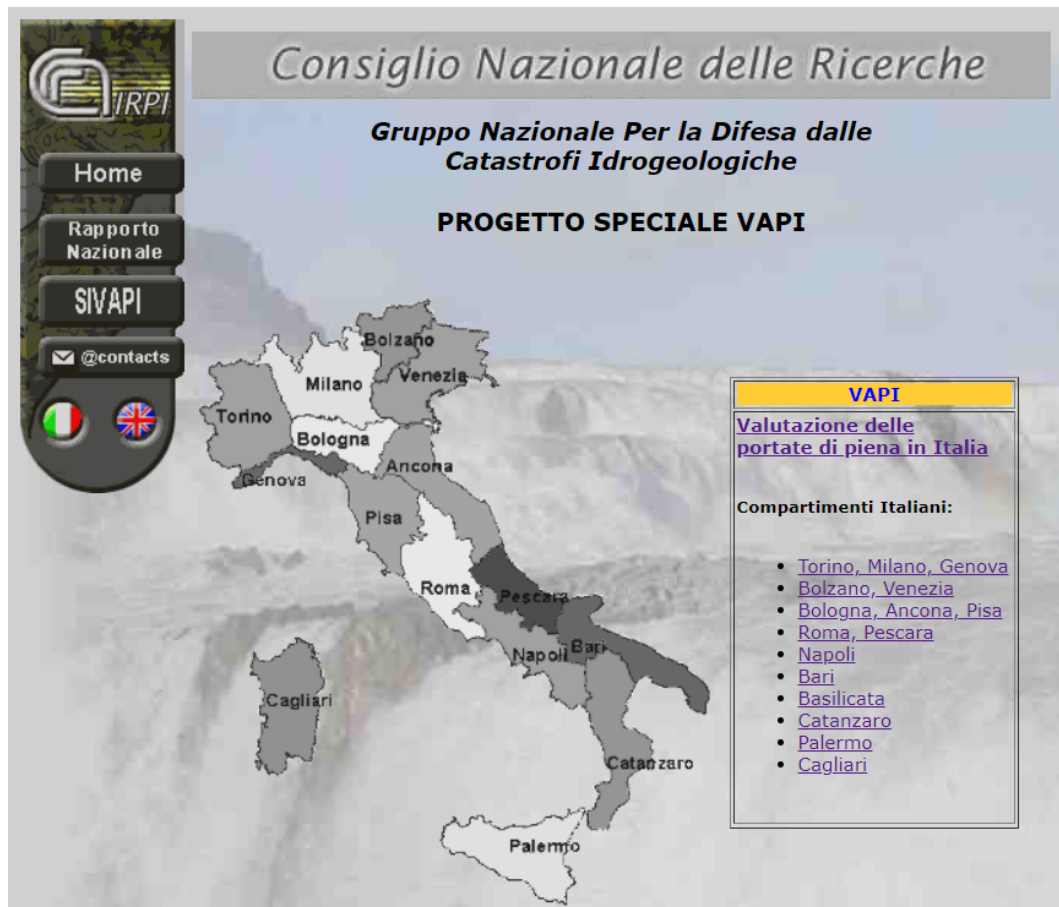 IRPI
Consiglio Nazionale delle Ricerche
Gruppo Nazionale Per la Difesa dalle
Catastrofi Idrogeologiche
PROGETTO SPECIALE VAPI
Home
Rapporto
Nazionale
SIVAPI
@contacts
Bolzano
Milano
Venezia
Torino
Bologna
Ancona
Genova
Pisa
Roma
Pescara
Napoli
Bari
Cagliari
Catanzaro
Palermo
VAPI
Valutazione delle
portate di piena in Italia
Compartimenti Italiani:
Torino, Milano, Genova
Bolzano, Venezia
Bologna, Ancona, Pisa
Roma, Pescara
Napoli
Bari
Basilicata
Catanzaro
Palermo
Cagliari